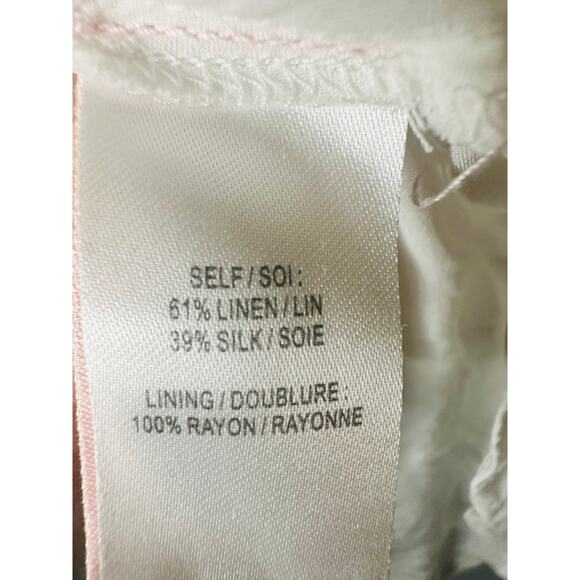 SELF / SOI :
61% LINEN / LIN
39% SILK / SOIE
LINING / DOUBLURE :
100% RAYON / RAYONNE